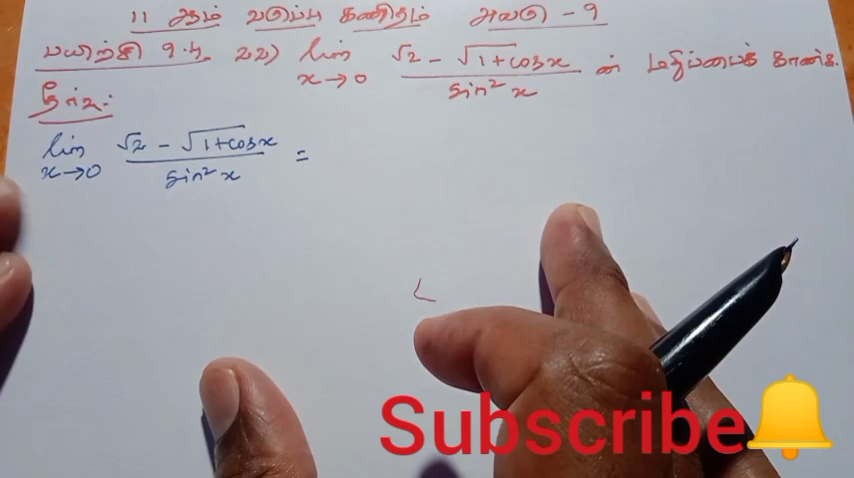 11 ஆம் வகுப்பு கணிதம் அலகு - 9
பயிற்சி 9.4, 22) lim x→0 √2 - √1+cosx / sin²x ன் மதிப்பைக் காண்க.
தீர்வு:-
lim x→0 √2 - √1+cosx / sin²x =
Subscribe